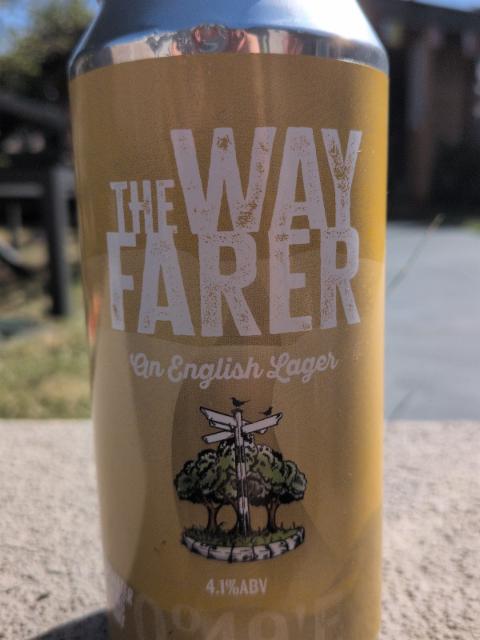 THE WAY
FARER
An English Lager
4.1%ABV